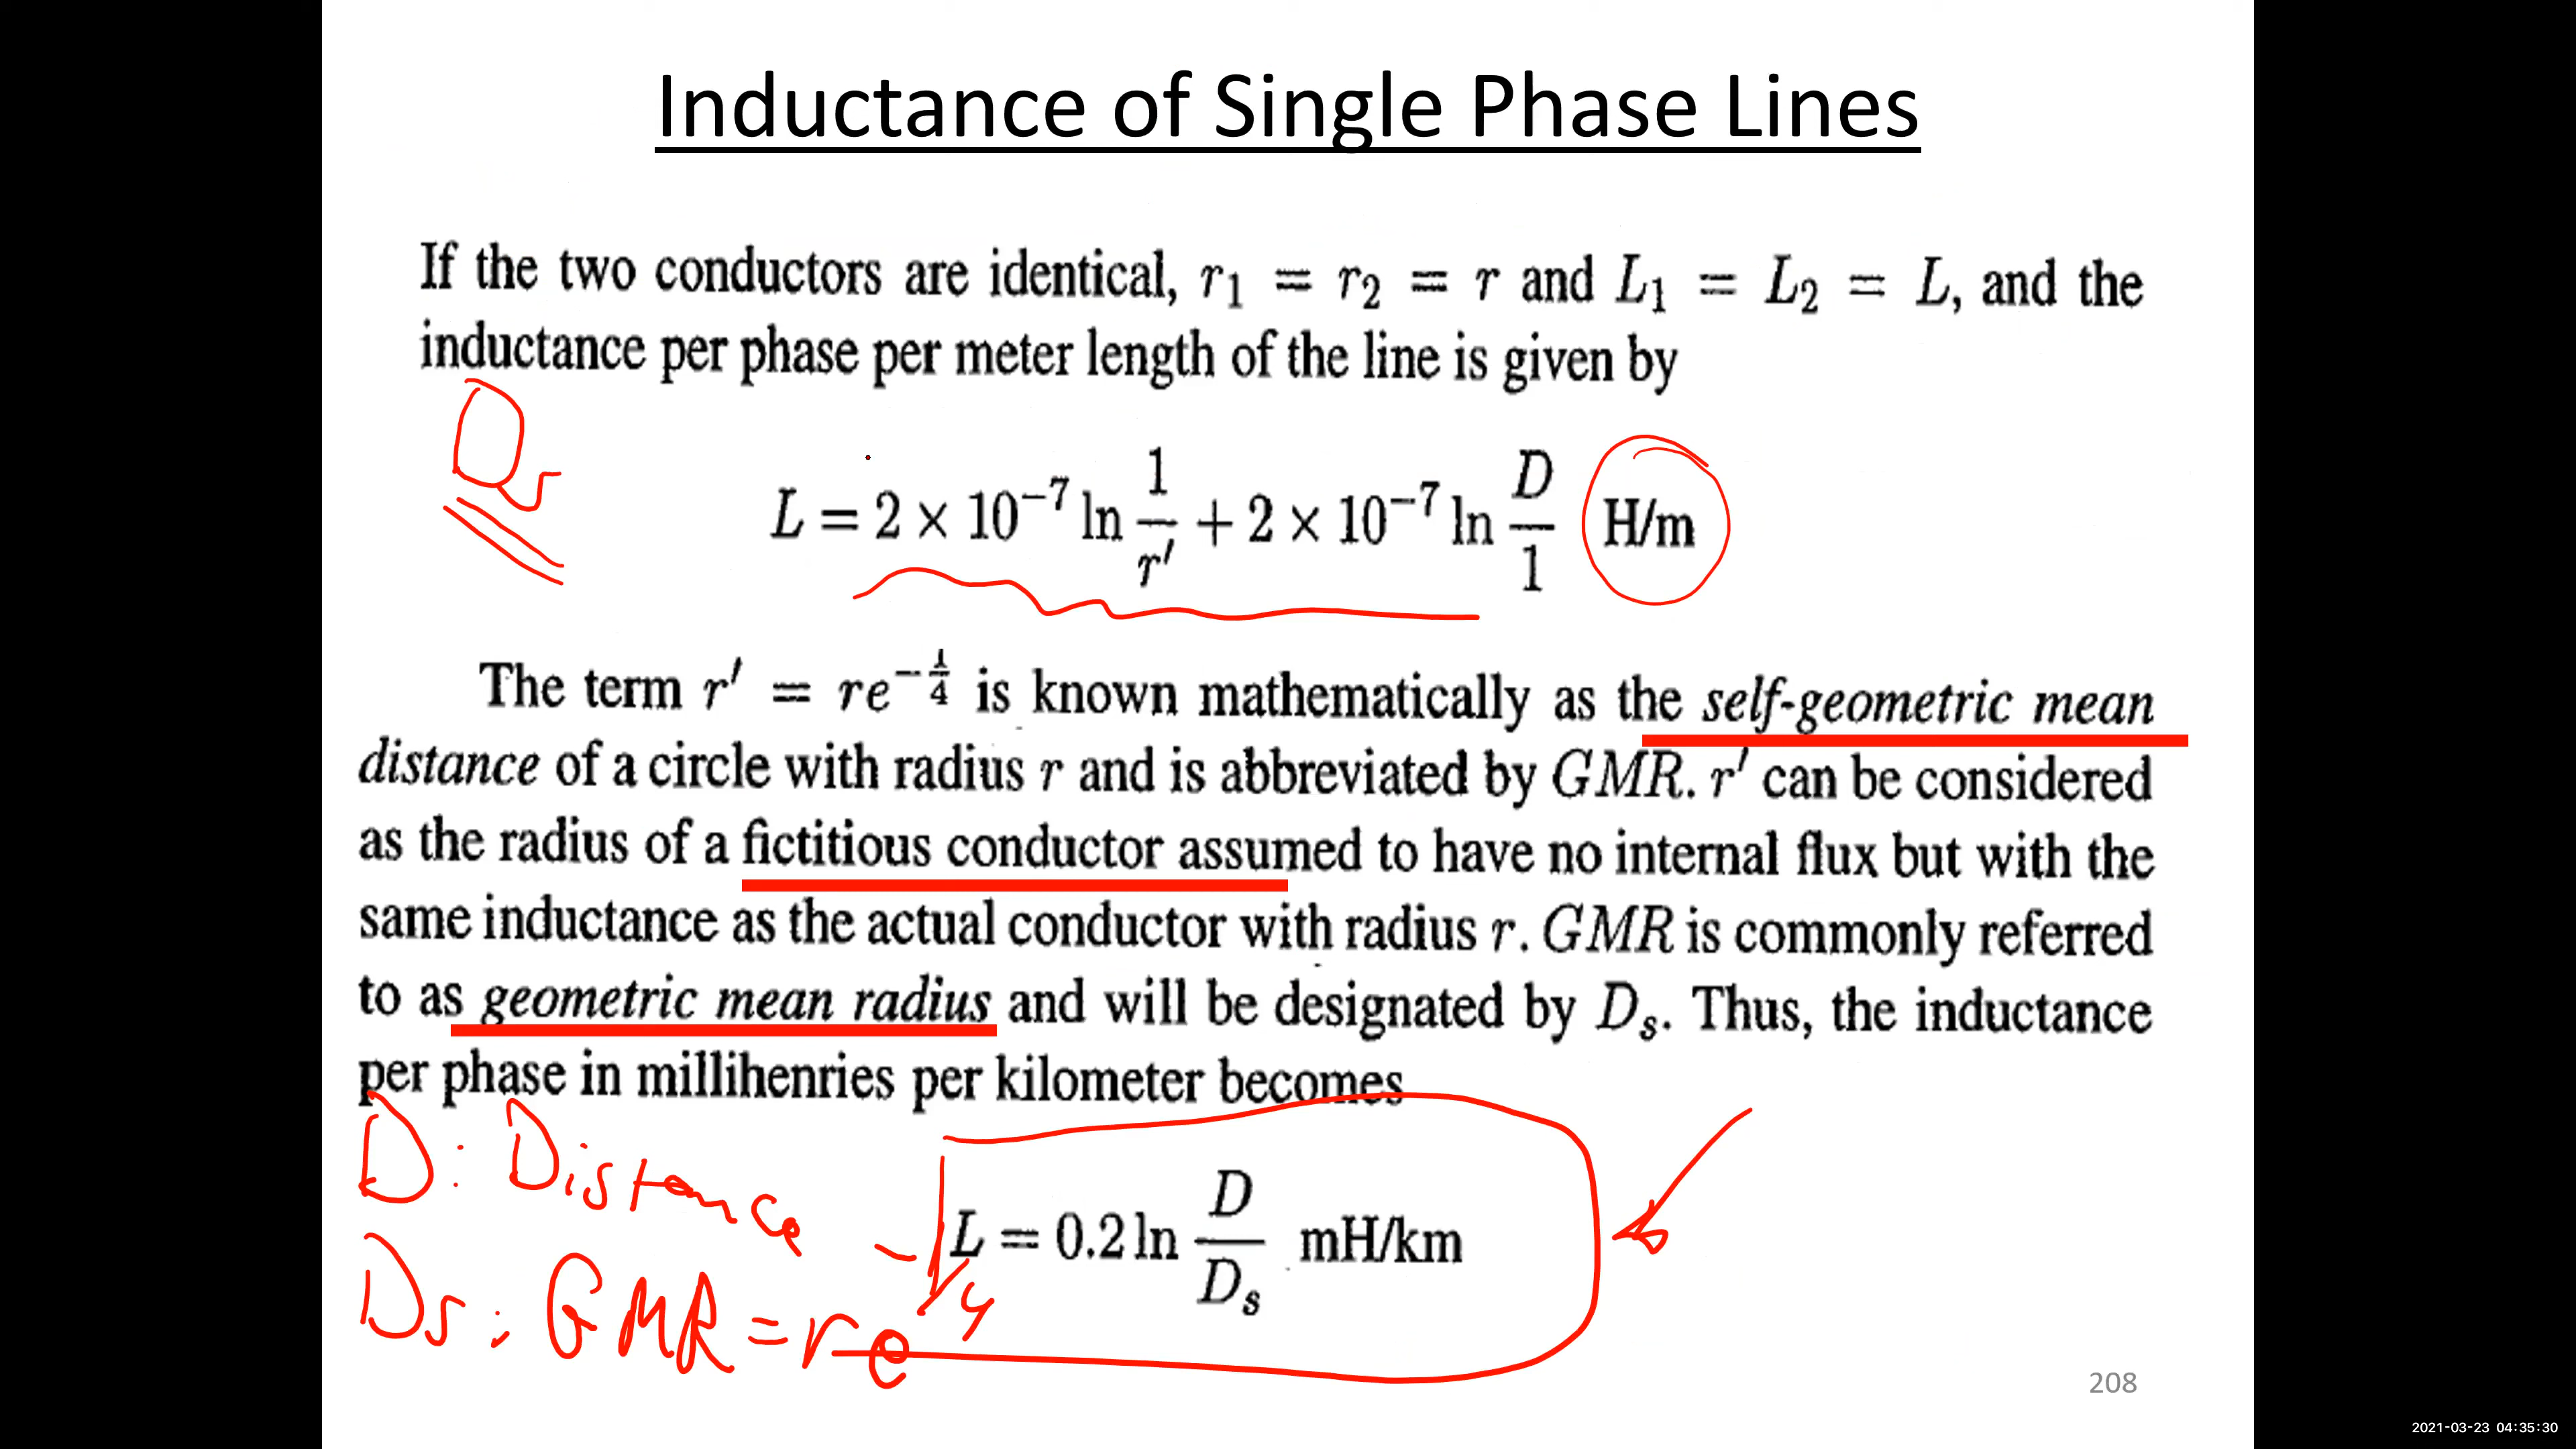 Inductance of Single Phase Lines
If the two conductors are identical, r₁ = r₂ = r and L₁ = L₂ = L, and the
inductance per phase per meter length of the line is given by
Ds
L = 2 × 10⁻⁷ ln 1/r′ + 2 × 10⁻⁷ ln D/1 H/m
The term r′ = re^(-1/4) is known mathematically as the self-geometric mean
distance of a circle with radius r and is abbreviated by GMR. r′ can be considered
as the radius of a fictitious conductor assumed to have no internal flux but with the
same inductance as the actual conductor with radius r. GMR is commonly referred
to as geometric mean radius and will be designated by Dₛ. Thus, the inductance
per phase in millihenries per kilometer becomes
D: Distance
L = 0.2 ln D/Dₛ mH/km
Ds: GMR = re^(-1/4)
208
2021-03-23 04:35:30